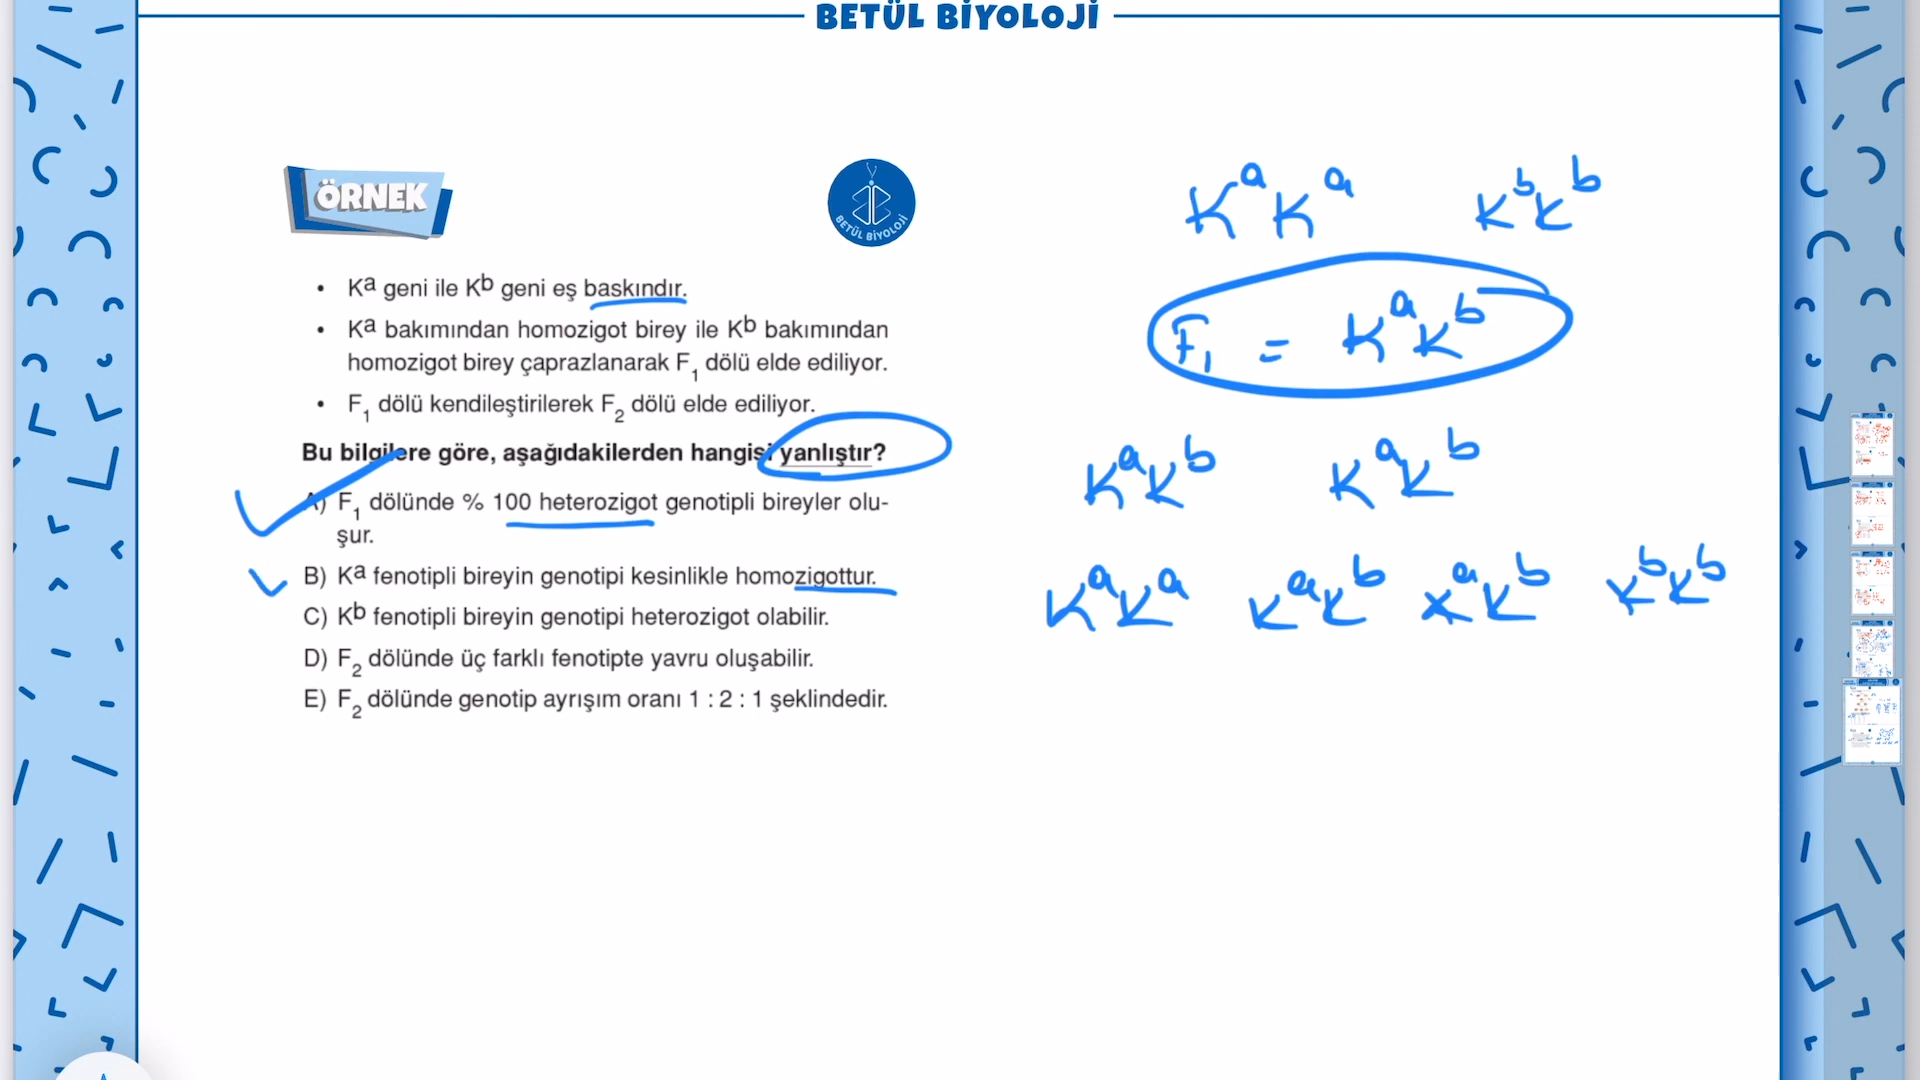 BETÜL BİYOLOJİ
ÖRNEK
BETÜL BİYOLOJİ
• Kᵃ geni ile Kᵇ geni eş baskındır.
• Kᵃ bakımından homozigot birey ile Kᵇ bakımından
homozigot birey çaprazlanarak F₁ dölü elde ediliyor.
• F₁ dölü kendileştirilerek F₂ dölü elde ediliyor.
Bu bilgilere göre, aşağıdakilerden hangisi yanlıştır?
A) F₁ dölünde % 100 heterozigot genotipli bireyler olu-
şur.
B) Kᵃ fenotipli bireyin genotipi kesinlikle homozigottur.
C) Kᵇ fenotipli bireyin genotipi heterozigot olabilir.
D) F₂ dölünde üç farklı fenotipte yavru oluşabilir.
E) F₂ dölünde genotip ayrışım oranı 1 : 2 : 1 şeklindedir.
KᵃKᵃ KᵇKᵇ
F₁ = KᵃKᵇ
KᵃKᵇ KᵃKᵇ
KᵃKᵃ KᵃKᵇ KᵃKᵇ KᵇKᵇ